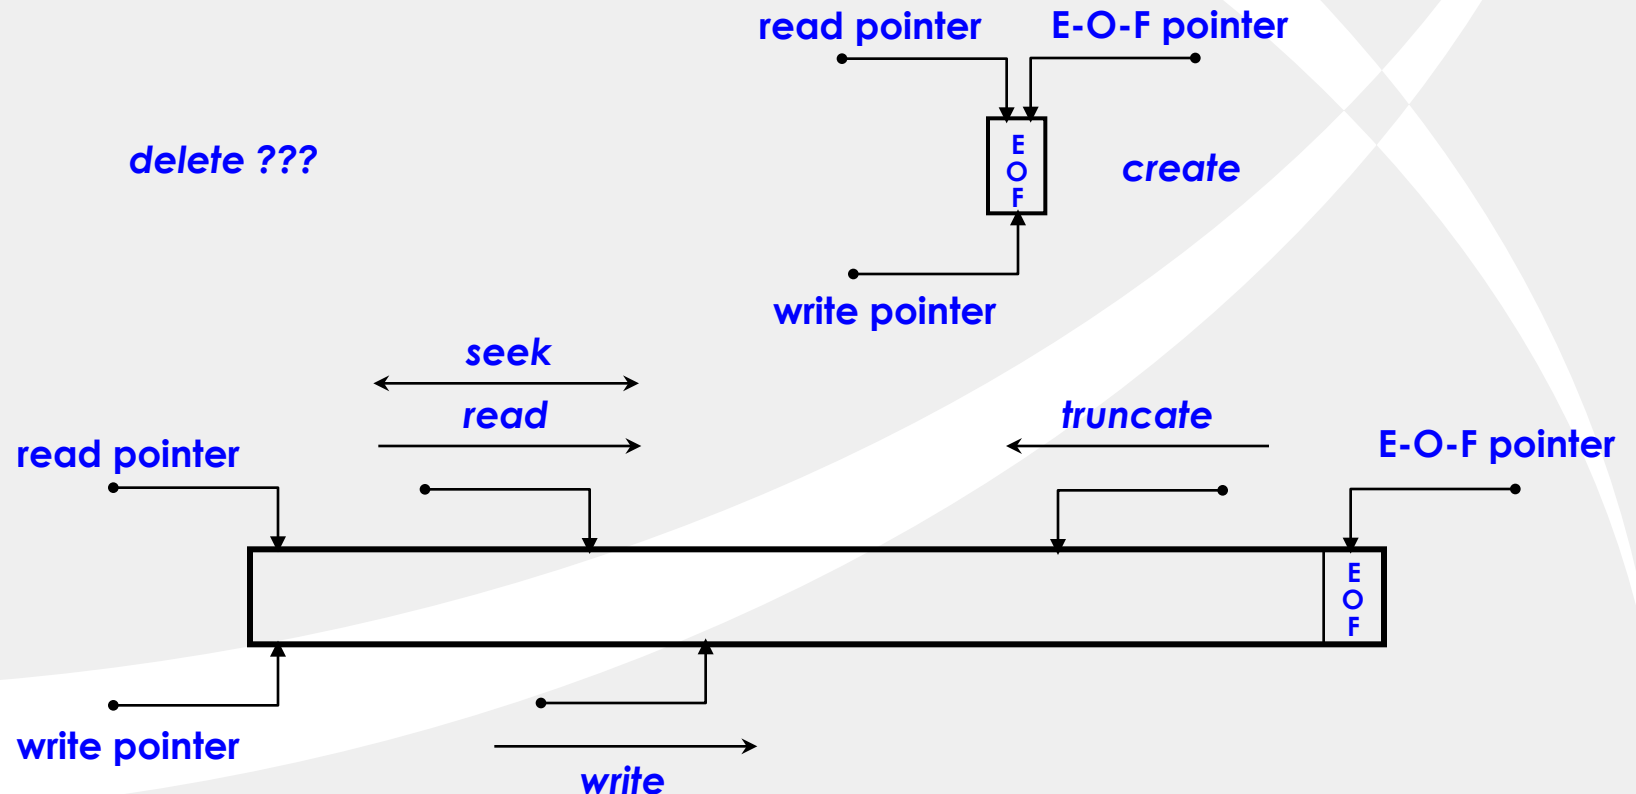 read pointer
E-O-F pointer
E
O
F
delete ???
create
write pointer
seek
read
truncate
read pointer
E-O-F pointer
E
O
F
write pointer
write